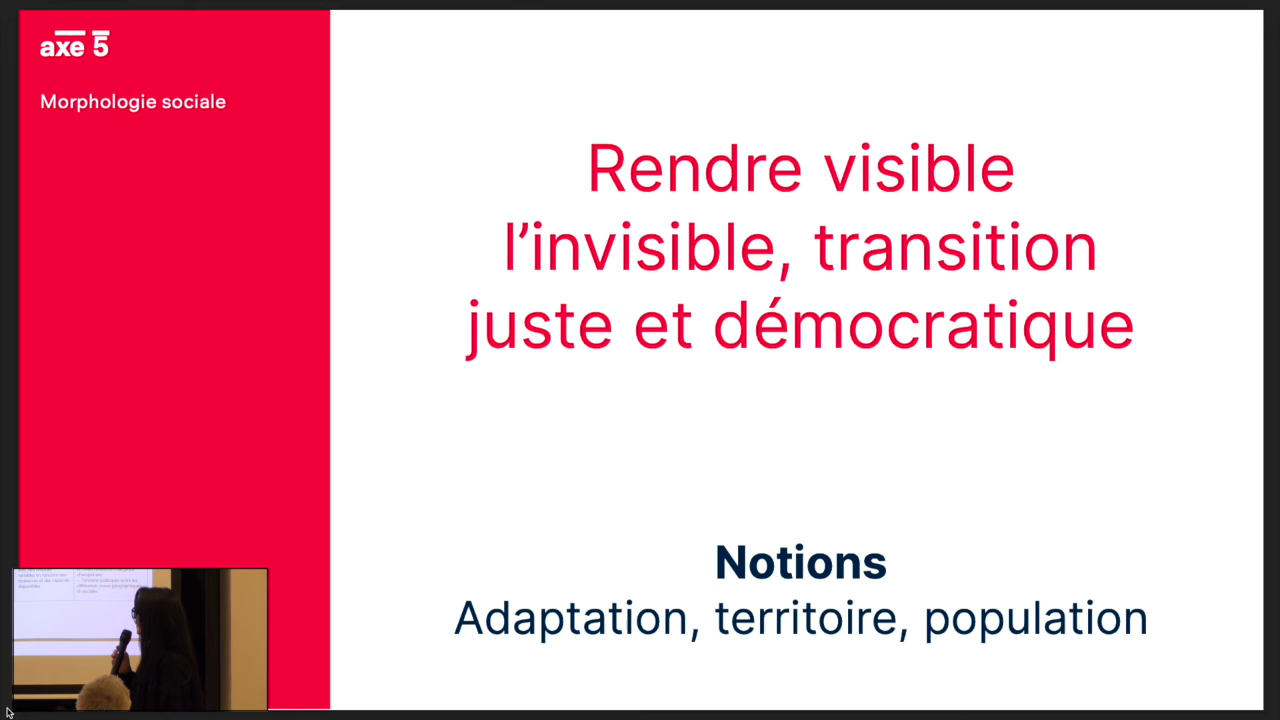 axe 5
Morphologie sociale
Rendre visible
l’invisible, transition
juste et démocratique
Notions
Adaptation, territoire, population